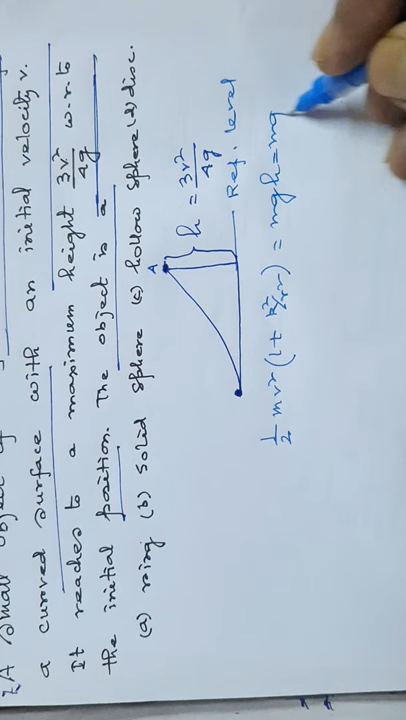 A small object of
a curved surface with an initial velocity v.
It reaches to a maximum height 3v²/4g w.r.to
the initial position. The object is a
(a) ring (b) solid sphere (c) hollow sphere (d) disc.
A
h = 3v²/4g
Ref. level
1/2 mv² (1 + k²/r²) = mgh = mg